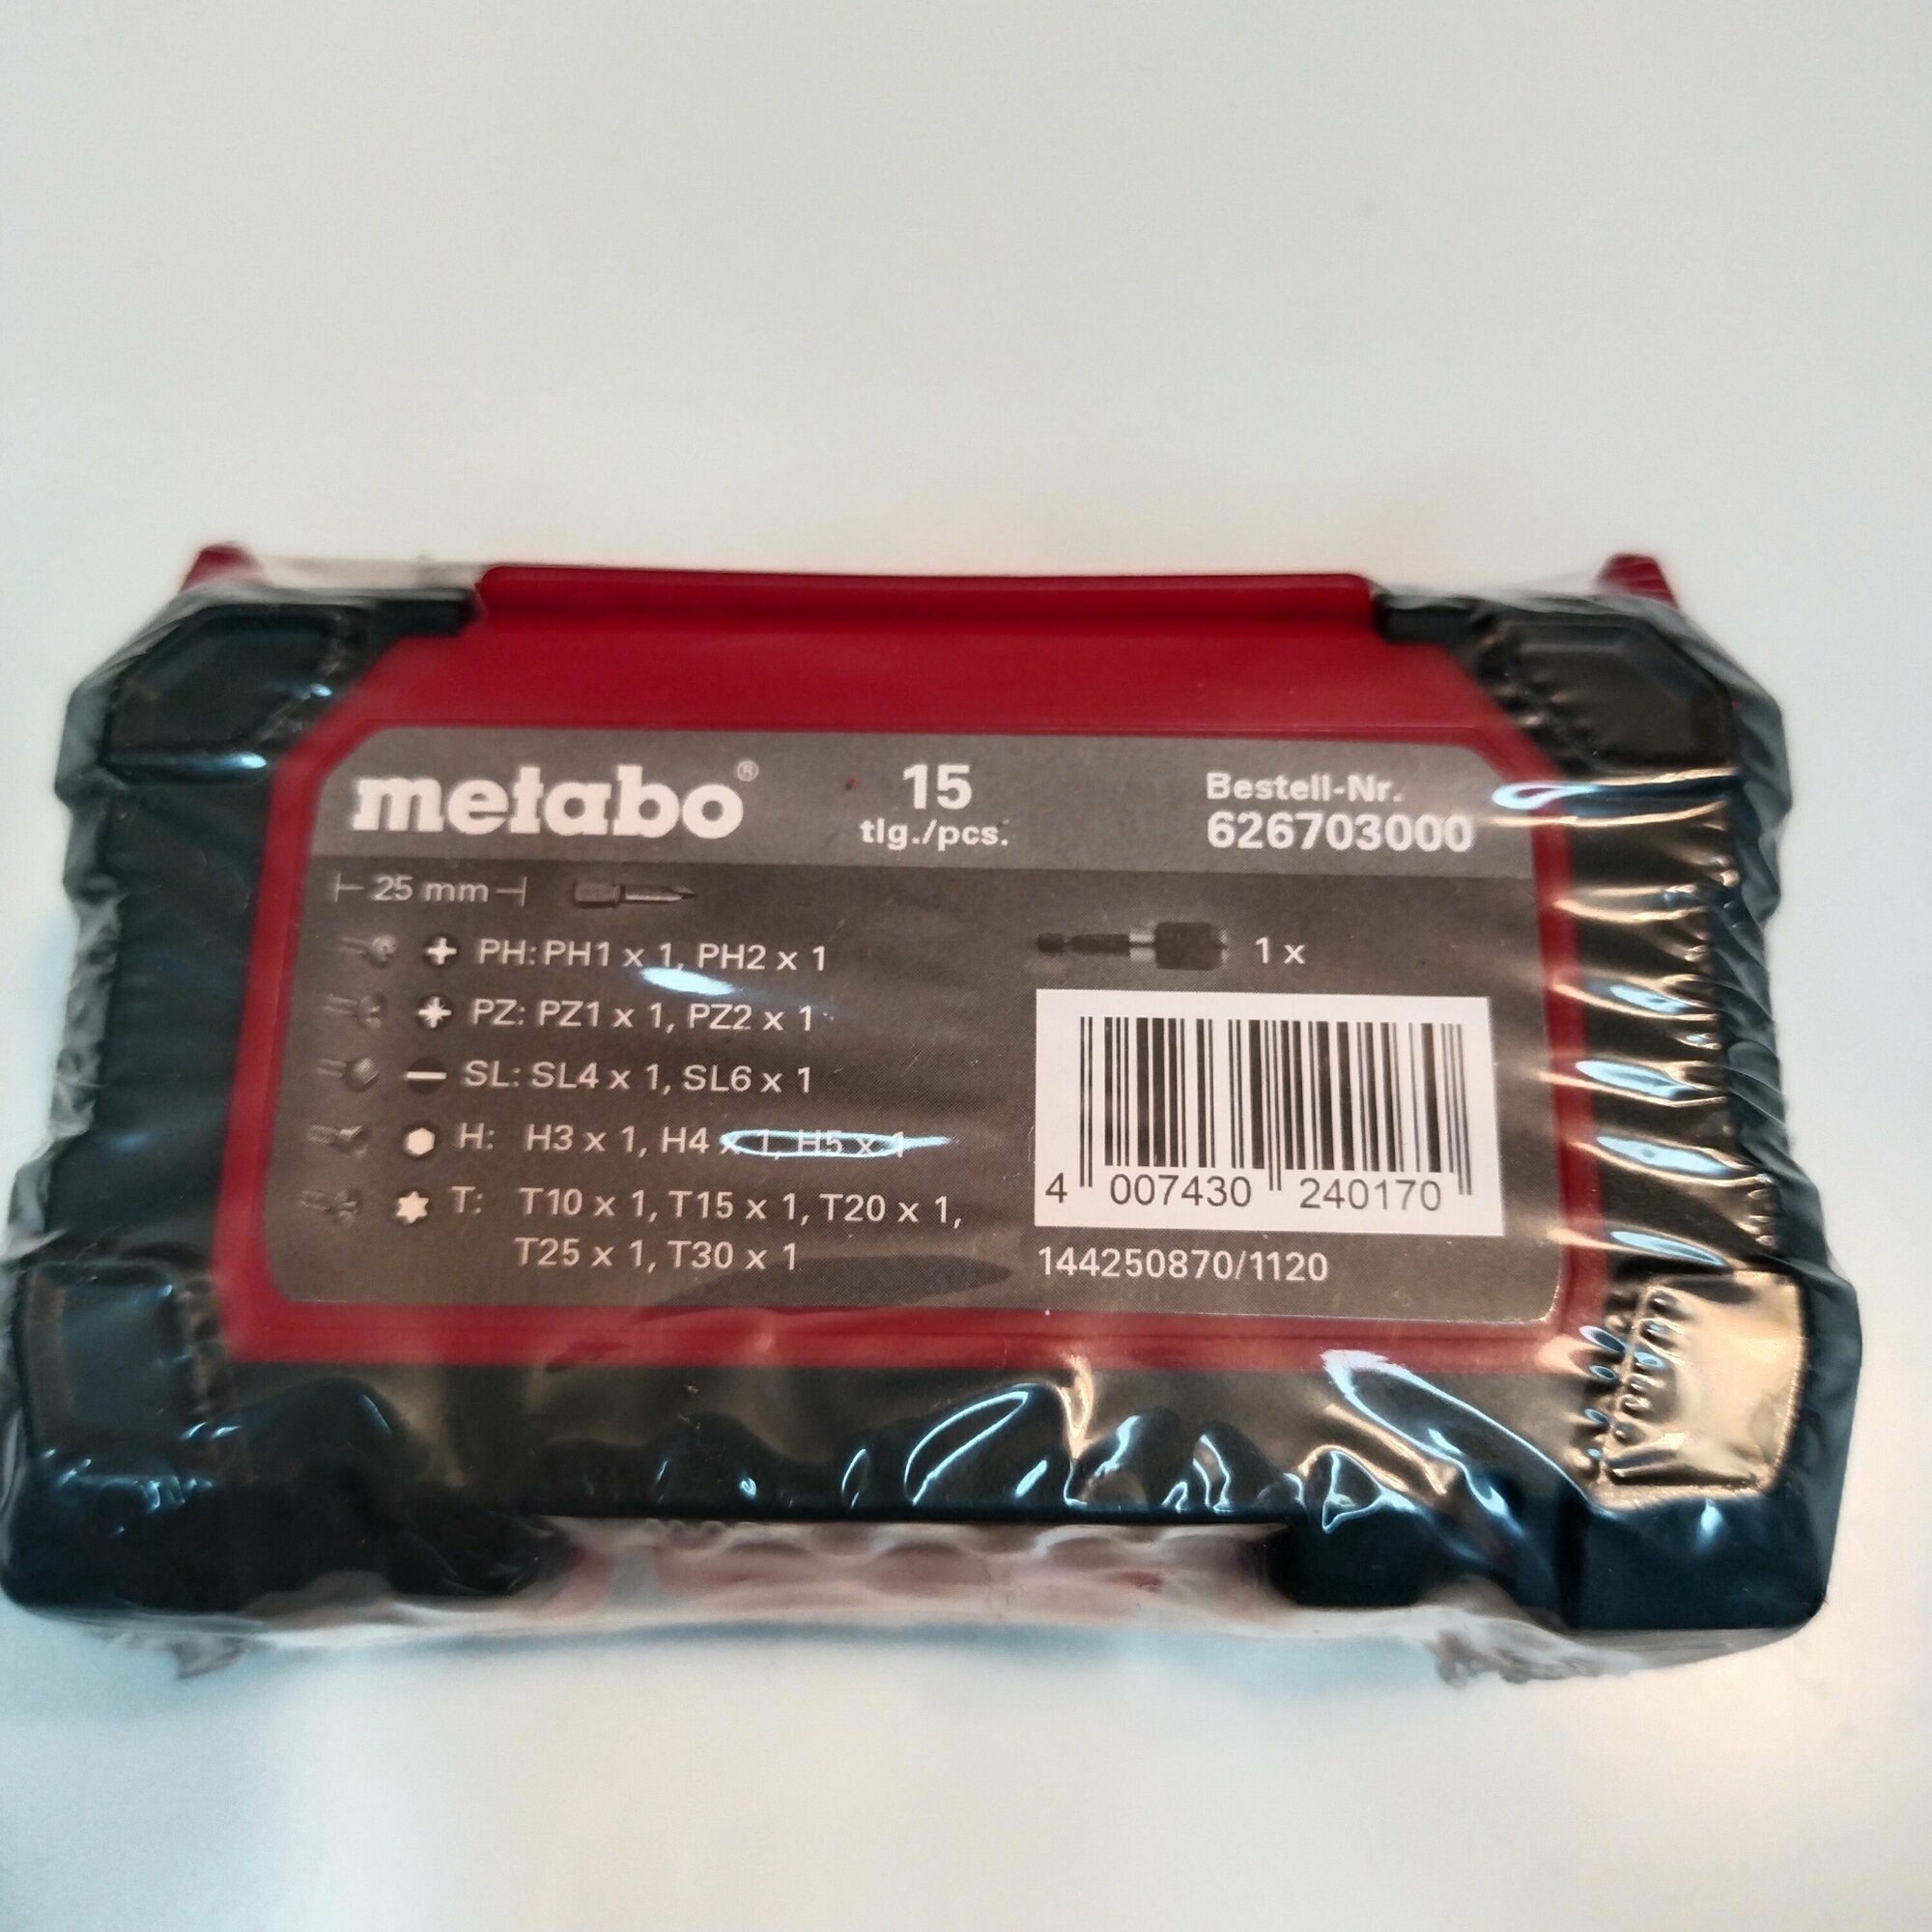 metabo®
15
tlg./pcs.
Bestell-Nr.
626703000
25 mm
PH: PH1 x 1, PH2 x 1
PZ: PZ1 x 1, PZ2 x 1
SL: SL4 x 1, SL6 x 1
H: H3 x 1, H4 x 1, H5 x 1
T: T10 x 1, T15 x 1, T20 x 1,
T25 x 1, T30 x 1
1 x
4 007430 240170
144250870/1120